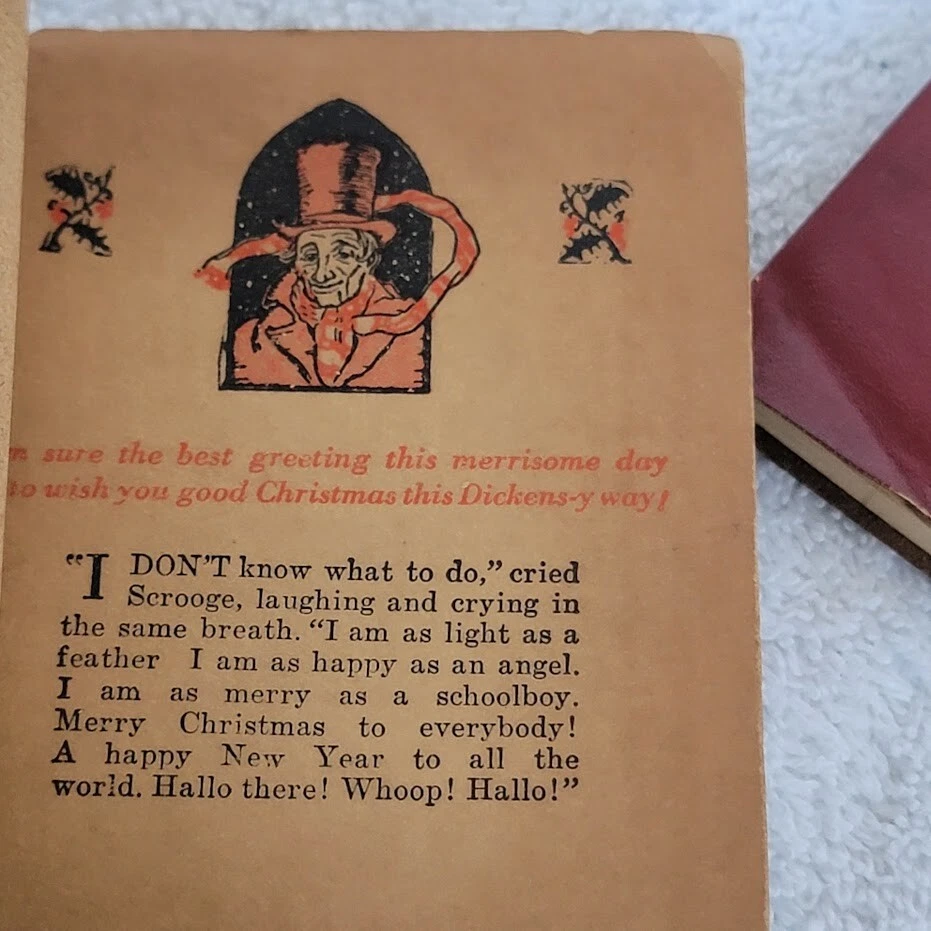 sure the best greeting this merrisome day
to wish you good Christmas this Dickens-y way!
"I DON'T know what to do," cried
Scrooge, laughing and crying in
the same breath. "I am as light as a
feather I am as happy as an angel.
I am as merry as a schoolboy.
Merry Christmas to everybody!
A happy New Year to all the
world. Hallo there! Whoop! Hallo!"